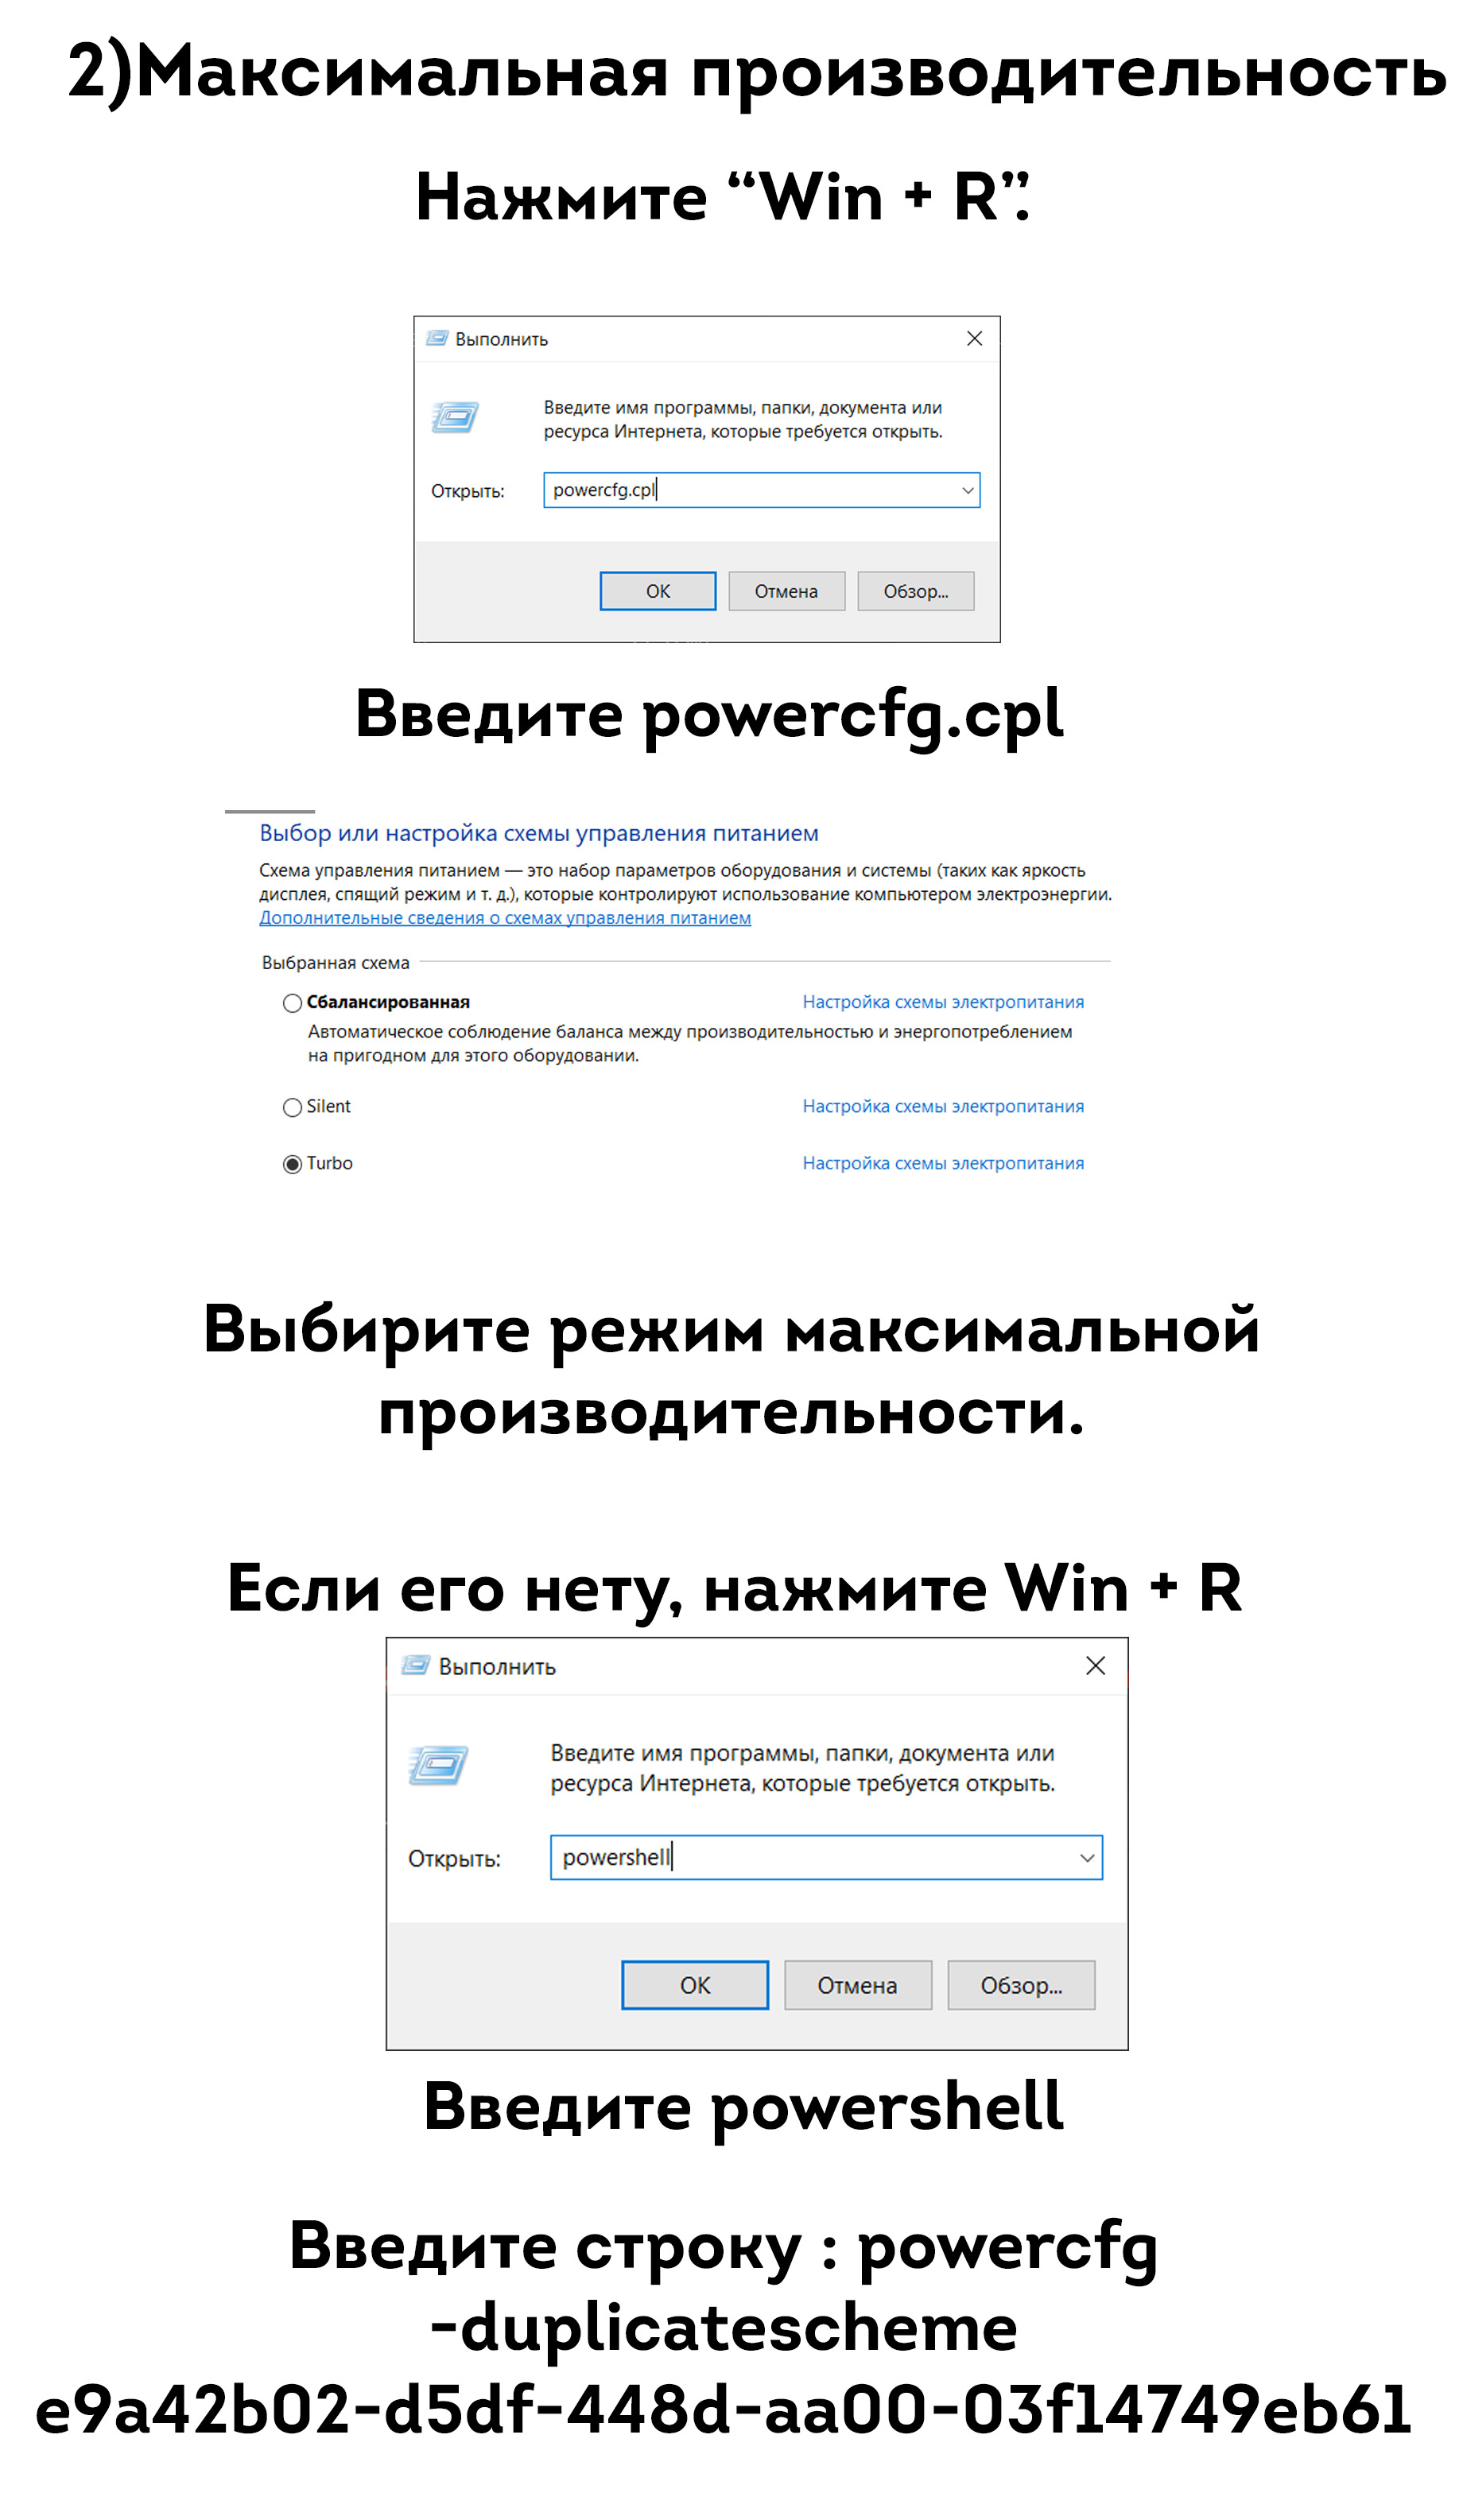 2)Максимальная производительность
Нажмите “Win + R”.
Выполнить
Введите имя программы, папки, документа или
ресурса Интернета, которые требуется открыть.
Открыть: powercfg.cpl
OK Отмена Обзор...
Введите powercfg.cpl
Выбор или настройка схемы управления питанием
Схема управления питанием — это набор параметров оборудования и системы (таких как яркость
дисплея, спящий режим и т. д.), которые контролируют использование компьютером электроэнергии.
Дополнительные сведения о схемах управления питанием
Выбранная схема
Сбалансированная Настройка схемы электропитания
Автоматическое соблюдение баланса между производительностью и энергопотреблением
на пригодном для этого оборудовании.
Silent Настройка схемы электропитания
Turbo Настройка схемы электропитания
Выбирите режим максимальной
производительности.
Если его нету, нажмите Win + R
Выполнить
Введите имя программы, папки, документа или
ресурса Интернета, которые требуется открыть.
Открыть: powershell
OK Отмена Обзор...
Введите powershell
Введите строку : powercfg
-duplicatescheme
e9a42b02-d5df-448d-aa00-03f14749eb61